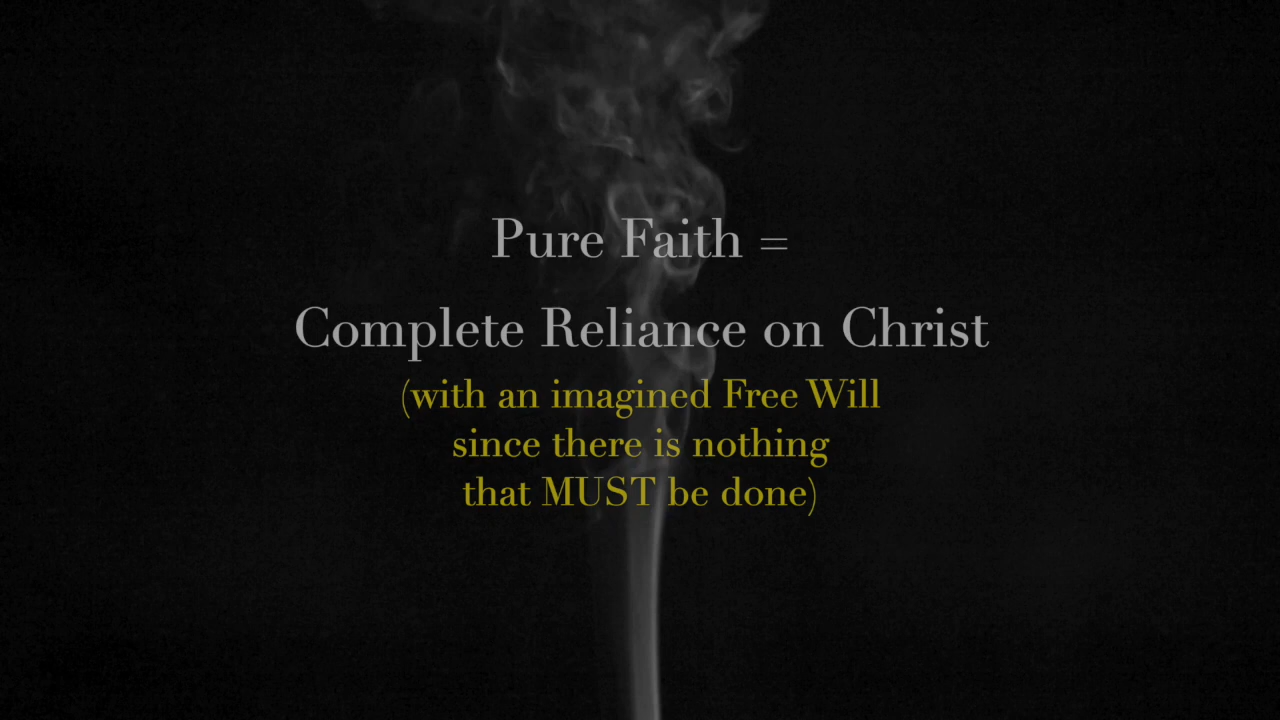 Pure Faith =
Complete Reliance on Christ
(with an imagined Free Will
since there is nothing
that MUST be done)